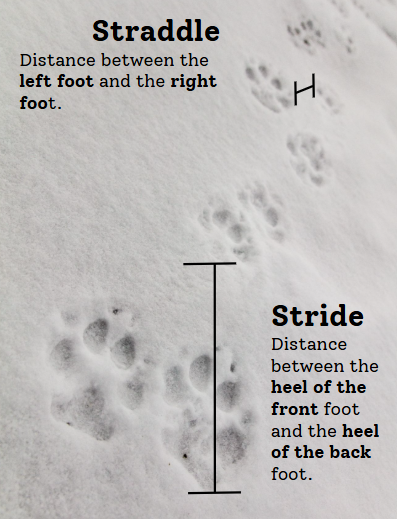 Straddle
Distance between the
left foot and the right
foot.
Stride
Distance
between the
heel of the
front foot
and the heel
of the back
foot.